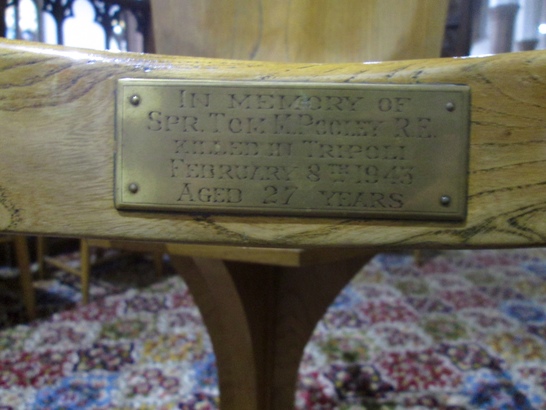 IN MEMORY OF
SPR. TOM K. POOLEY R.E.
KILLED IN TRIPOLI
FEBRUARY 8TH 1943
AGED 27 YEARS